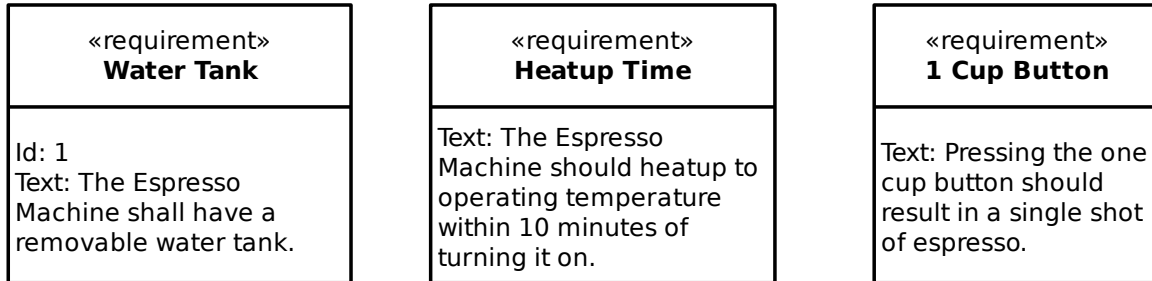 «requirement»
Water Tank
Id: 1
Text: The Espresso
Machine shall have a
removable water tank.
«requirement»
Heatup Time
Text: The Espresso
Machine should heatup to
operating temperature
within 10 minutes of
turning it on.
«requirement»
1 Cup Button
Text: Pressing the one
cup button should
result in a single shot
of espresso.